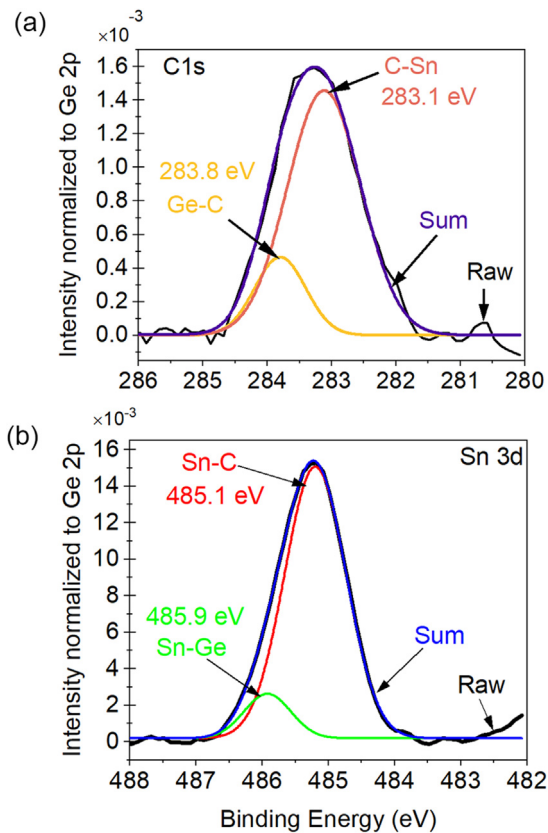 (a)
×10⁻³
Intensity normalized to Ge 2p
1.6
1.4
1.2
1.0
0.8
0.6
0.4
0.2
0.0
C1s
C-Sn
283.1 eV
283.8 eV
Ge-C
Sum
Raw
286 285 284 283 282 281 280
(b)
×10⁻³
Intensity normalized to Ge 2p
16
14
12
10
8
6
4
2
0
Sn 3d
Sn-C
485.1 eV
485.9 eV
Sn-Ge
Sum
Raw
488 487 486 485 484 483 482
Binding Energy (eV)